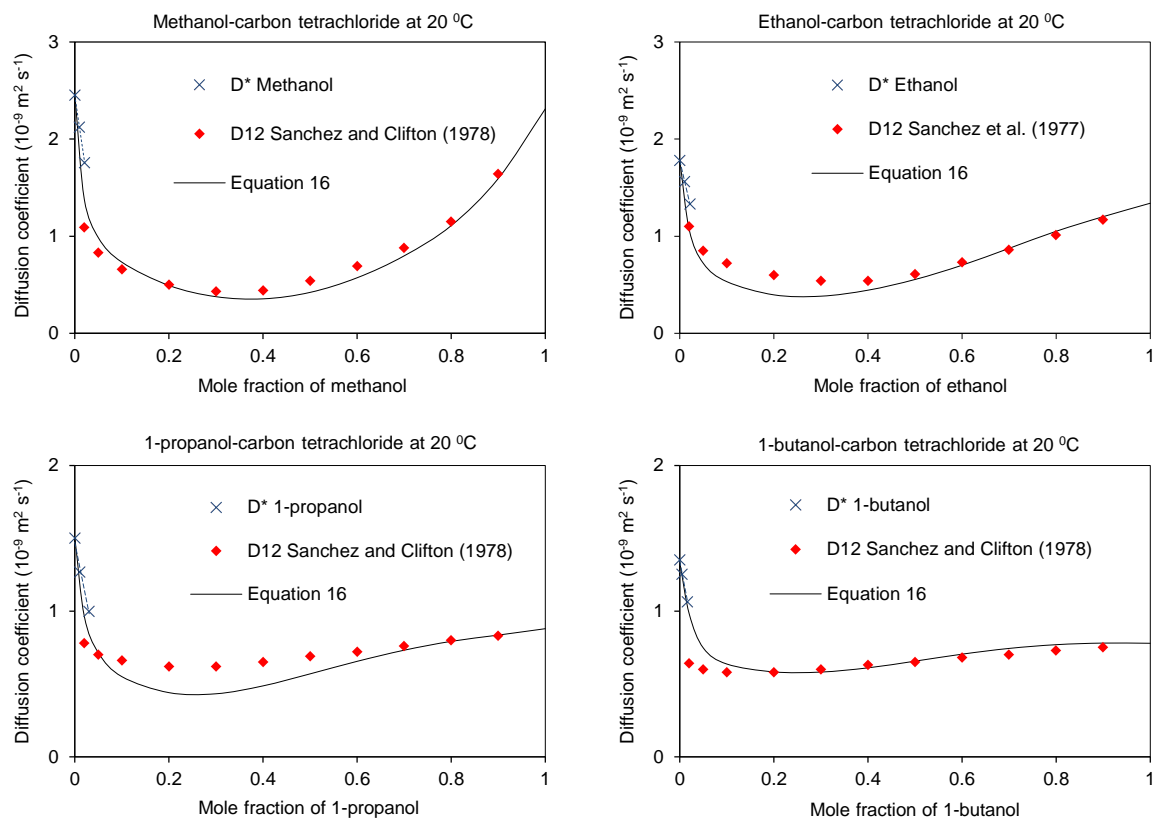 Methanol-carbon tetrachloride at 20 ⁰C
Diffusion coefficient (10⁻⁹ m² s⁻¹)
3
2
1
0
D* Methanol
D12 Sanchez and Clifton (1978)
Equation 16
0 0.2 0.4 0.6 0.8 1
Mole fraction of methanol
Ethanol-carbon tetrachloride at 20 ⁰C
Diffusion coefficient (10⁻⁹ m² s⁻¹)
3
2
1
0
D* Ethanol
D12 Sanchez et al. (1977)
Equation 16
0 0.2 0.4 0.6 0.8 1
Mole fraction of ethanol
1-propanol-carbon tetrachloride at 20 ⁰C
Diffusion coefficient (10⁻⁹ m² s⁻¹)
2
1
0
D* 1-propanol
D12 Sanchez and Clifton (1978)
Equation 16
0 0.2 0.4 0.6 0.8 1
Mole fraction of 1-propanol
1-butanol-carbon tetrachloride at 20 ⁰C
Diffusion coefficient (10⁻⁹ m² s⁻¹)
2
1
0
D* 1-butanol
D12 Sanchez and Clifton (1978)
Equation 16
0 0.2 0.4 0.6 0.8 1
Mole fraction of 1-butanol